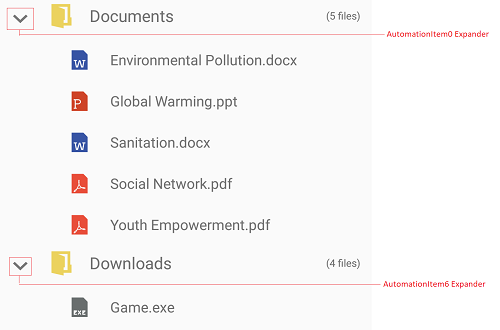 Documents (5 files)
AutomationItem0 Expander
W Environmental Pollution.docx
P Global Warming.ppt
W Sanitation.docx
Social Network.pdf
Youth Empowerment.pdf
Downloads (4 files)
AutomationItem6 Expander
EXE Game.exe